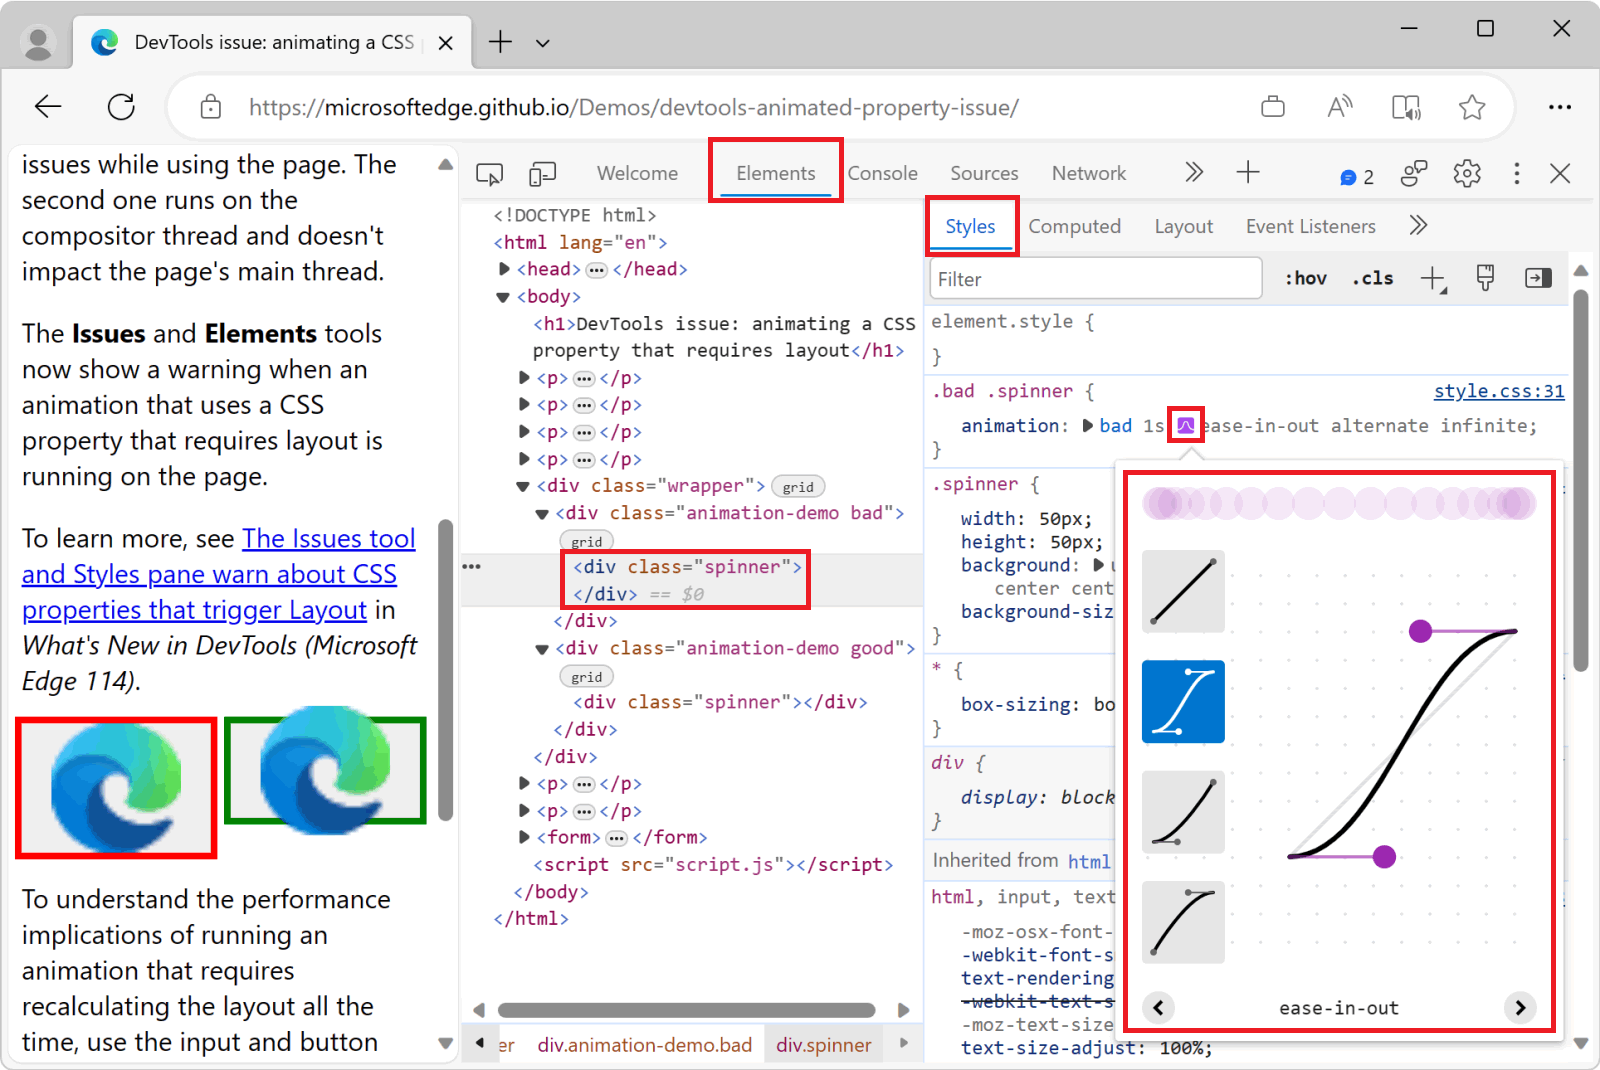 DevTools issue: animating a CSS
https://microsoftedge.github.io/Demos/devtools-animated-property-issue/
issues while using the page. The
second one runs on the
compositor thread and doesn't
impact the page's main thread.
The Issues and Elements tools
now show a warning when an
animation that uses a CSS
property that requires layout is
running on the page.
To learn more, see The Issues tool
and Styles pane warn about CSS
properties that trigger Layout in
What's New in DevTools (Microsoft
Edge 114).
To understand the performance
implications of running an
animation that requires
recalculating the layout all the
time, use the input and button
Welcome Elements Console Sources Network 2
<!DOCTYPE html>
<html lang="en">
<head> ••• </head>
<body>
<h1>DevTools issue: animating a CSS
property that requires layout</h1>
<p> ••• </p>
<p> ••• </p>
<p> ••• </p>
<p> ••• </p>
<div class="wrapper"> grid
<div class="animation-demo bad">
grid
<div class="spinner">
</div> == $0
</div>
<div class="animation-demo good">
grid
<div class="spinner"></div>
</div>
</div>
<p> ••• </p>
<p> ••• </p>
<form> ••• </form>
<script src="script.js"></script>
</body>
</html>
er div.animation-demo.bad div.spinner
Styles Computed Layout Event Listeners
Filter :hov .cls
element.style {
}
.bad .spinner { style.css:31
animation: bad 1s ease-in-out alternate infinite;
}
.spinner {
width: 50px;
height: 50px;
background: u
center cent
background-siz
}
* {
box-sizing: bo
}
div {
display: block
}
Inherited from html
html, input, text
-moz-osx-font-
-webkit-font-s
text-rendering
-webkit-text-s
-moz-text-size
text-size-adjust: 100%;
ease-in-out